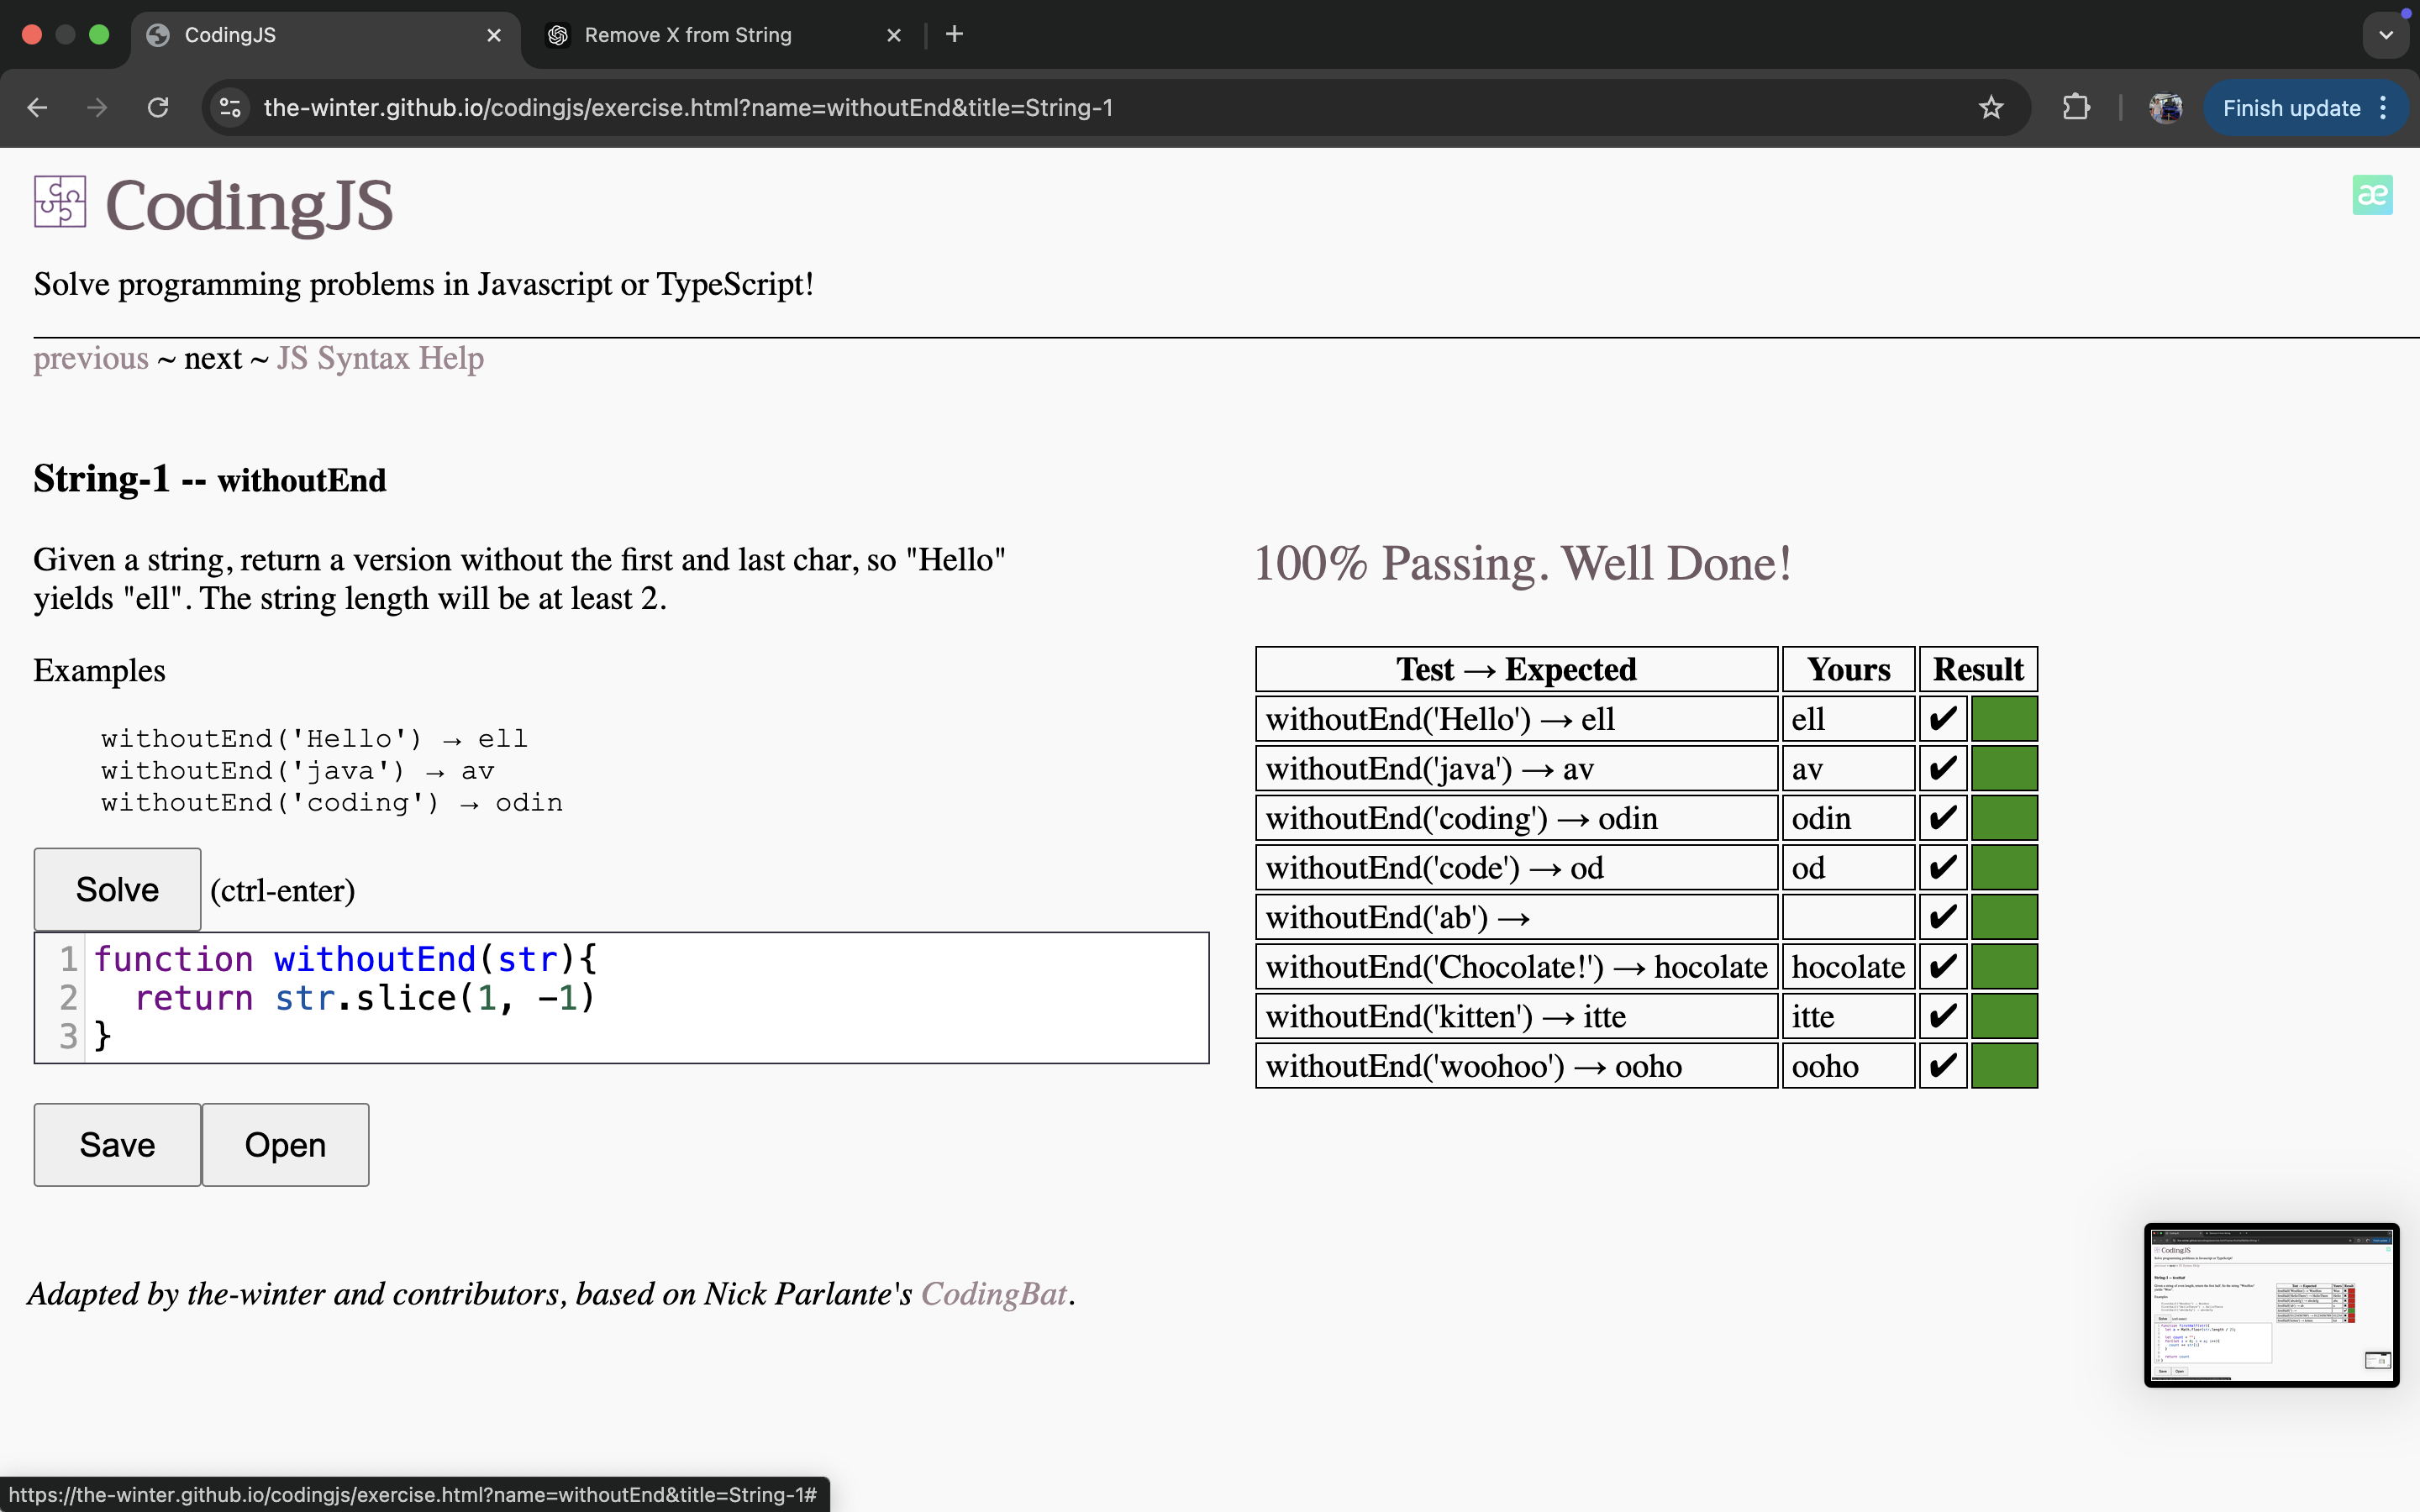 CodingJS
Remove X from String
the-winter.github.io/codingjs/exercise.html?name=withoutEnd&title=String-1
Finish update
CodingJS
æ
Solve programming problems in Javascript or TypeScript!
previous ~ next ~ JS Syntax Help
String-1 -- withoutEnd
Given a string, return a version without the first and last char, so "Hello"
yields "ell". The string length will be at least 2.
Examples
withoutEnd('Hello') → ell
withoutEnd('java') → av
withoutEnd('coding') → odin
Solve (ctrl-enter)
1 function withoutEnd(str){
2 return str.slice(1, -1)
3 }
Save Open
100% Passing. Well Done!
Test → Expected Yours Result
withoutEnd('Hello') → ell ell ✔
withoutEnd('java') → av av ✔
withoutEnd('coding') → odin odin ✔
withoutEnd('code') → od od ✔
withoutEnd('ab') → ✔
withoutEnd('Chocolate!') → hocolate hocolate ✔
withoutEnd('kitten') → itte itte ✔
withoutEnd('woohoo') → ooho ooho ✔
Adapted by the-winter and contributors, based on Nick Parlante's CodingBat.
CodingJS
https://the-winter.github.io/codingjs/exercise.html?name=withoutEnd&title=String-1#